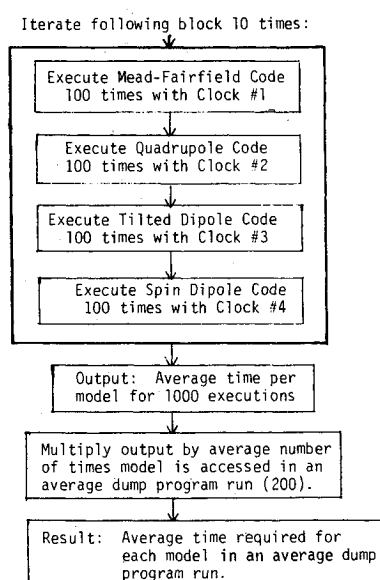 Iterate following block 10 times:
Execute Mead-Fairfield Code
100 times with Clock #1
Execute Quadrupole Code
100 times with Clock #2
Execute Tilted Dipole Code
100 times with Clock #3
Execute Spin Dipole Code
100 times with Clock #4
Output: Average time per
model for 1000 executions
Multiply output by average number
of times model is accessed in an
average dump program run (200).
Result: Average time required for
each model in an average dump
program run.